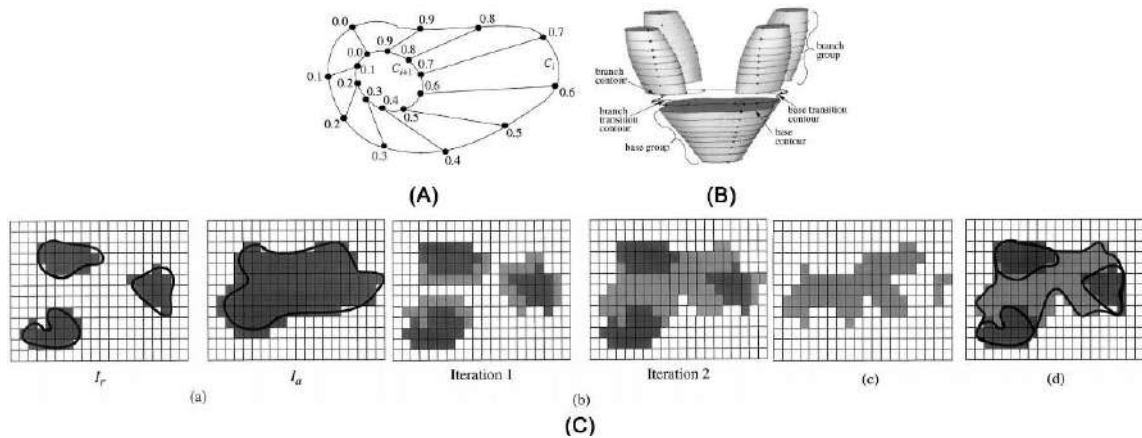 0.0 0.9 0.8 0.7
0.0 0.9 0.8 0.7
0.1 0.1 0.6 0.6
0.2 0.2 0.3 0.4 0.5
0.2 0.3 0.4 0.5
C_{i+1} C_i
(A)
branch
group
branch
contour
branch
transition
contour
base transition
contour
base
contour
base group
(B)
I_r
I_a
(a)
Iteration 1
Iteration 2
(b)
(c)
(d)
(C)